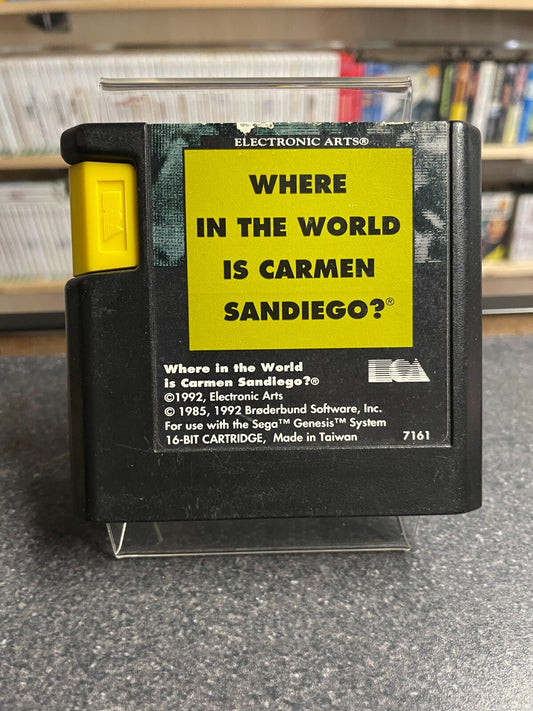 ELECTRONIC ARTS®
WHERE
IN THE WORLD
IS CARMEN
SANDIEGO?®
Where in the World
is Carmen Sandiego?®
©1992, Electronic Arts
© 1985, 1992 Brøderbund Software, Inc.
For use with the Sega™ Genesis™ System
16-BIT CARTRIDGE, Made in Taiwan 7161
EA
EA